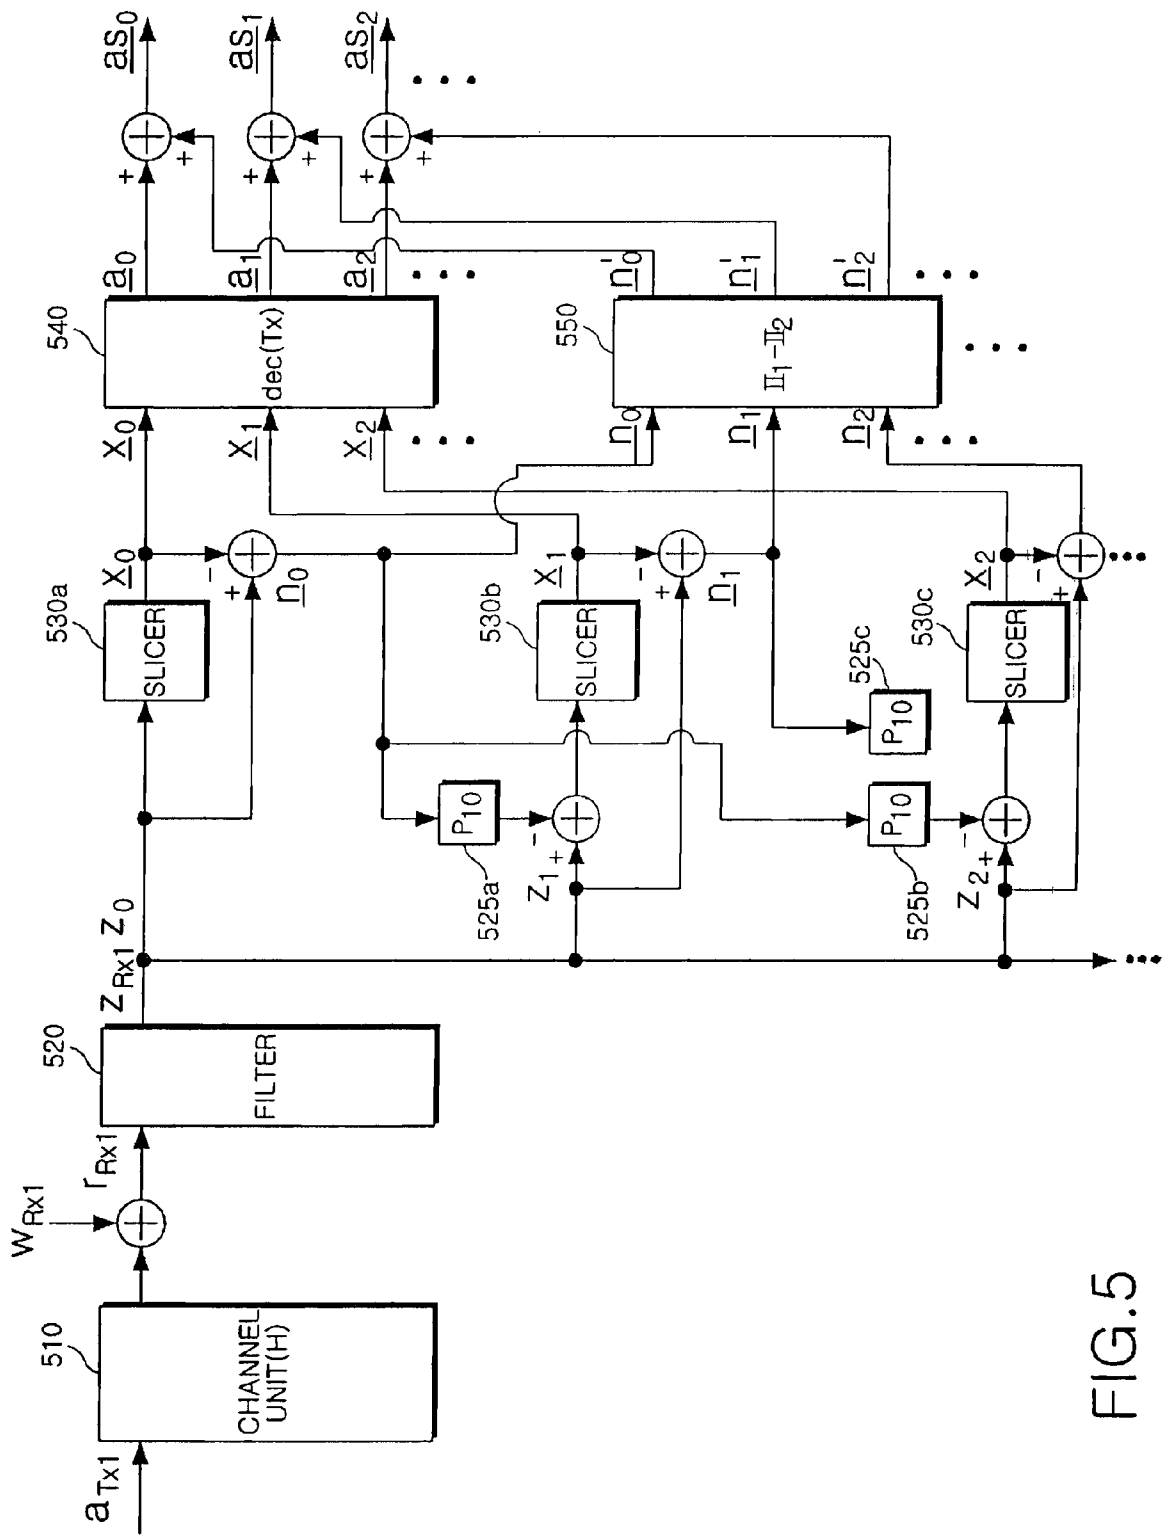 a_Tx1
510
CHANNEL
UNIT(H)
w_Rx1
+
r_Rx1
520
FILTER
z_Rx1 z_0
530a
SLICER
x_0
-
+
n_0
x_0
540
dec(Tx)
a_0
+
+
as_0
525a
P_10
-
z_1 +
530b
SLICER
x_1
-
+
n_1
x_1
a_1
+
+
as_1
525b
P_10
525c
P_10
-
z_2 +
530c
SLICER
x_2
-
+
x_2
a_2
+
+
as_2
550
Π_1-Π_2
n_0
n_1
n_2
n'_0
n'_1
n'_2
FIG.5